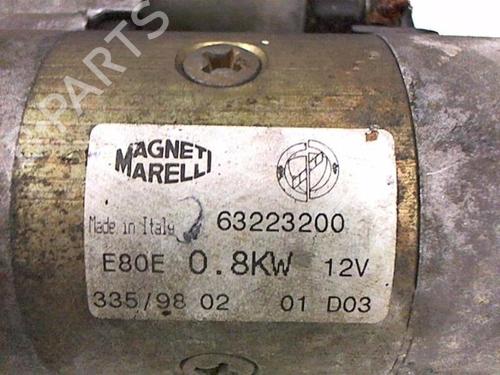 PARTS
MAGNETI
MARELLI
Made in Italy 63223200
E80E 0.8KW 12V
335/98 02 01 D03